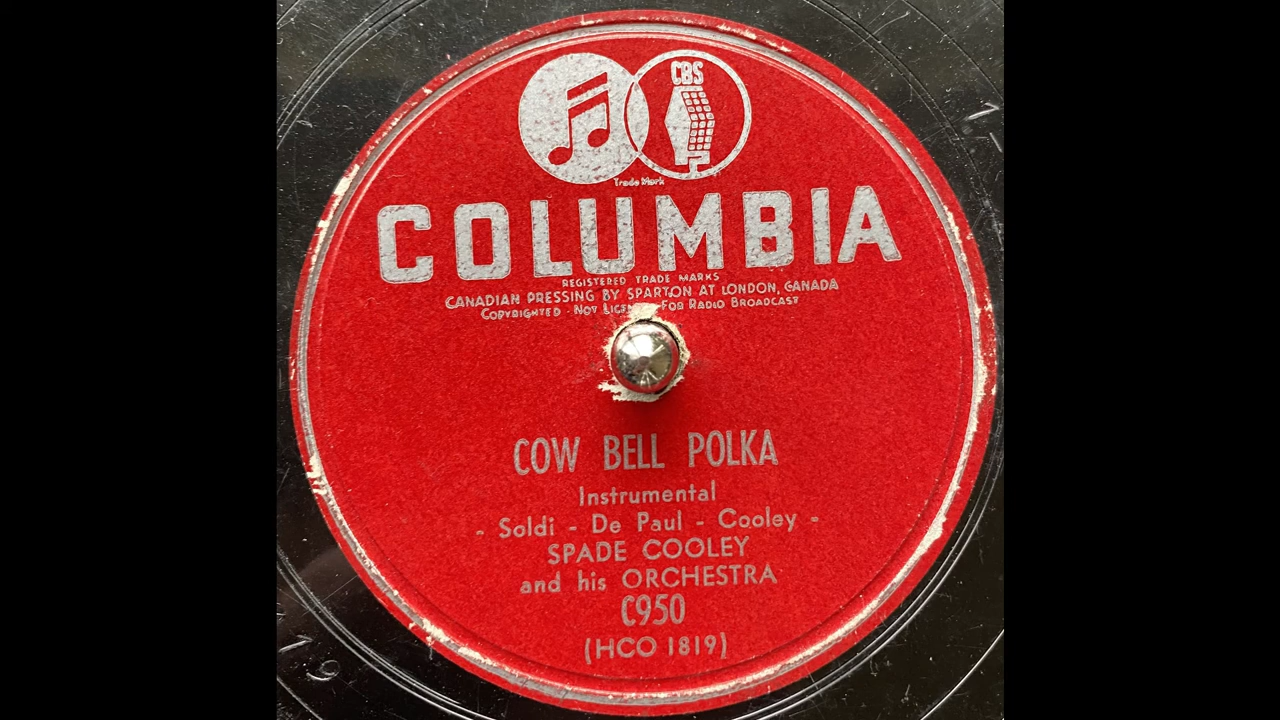 CBS
Trade Mark
COLUMBIA
REGISTERED TRADE MARKS
CANADIAN PRESSING BY SPARTON AT LONDON, CANADA
COPYRIGHTED - NOT FOR RADIO BROADCAST
COW BELL POLKA
Instrumental
- Soldi - De Paul - Cooley -
SPADE COOLEY
and his ORCHESTRA
C950
(HCO 1819)